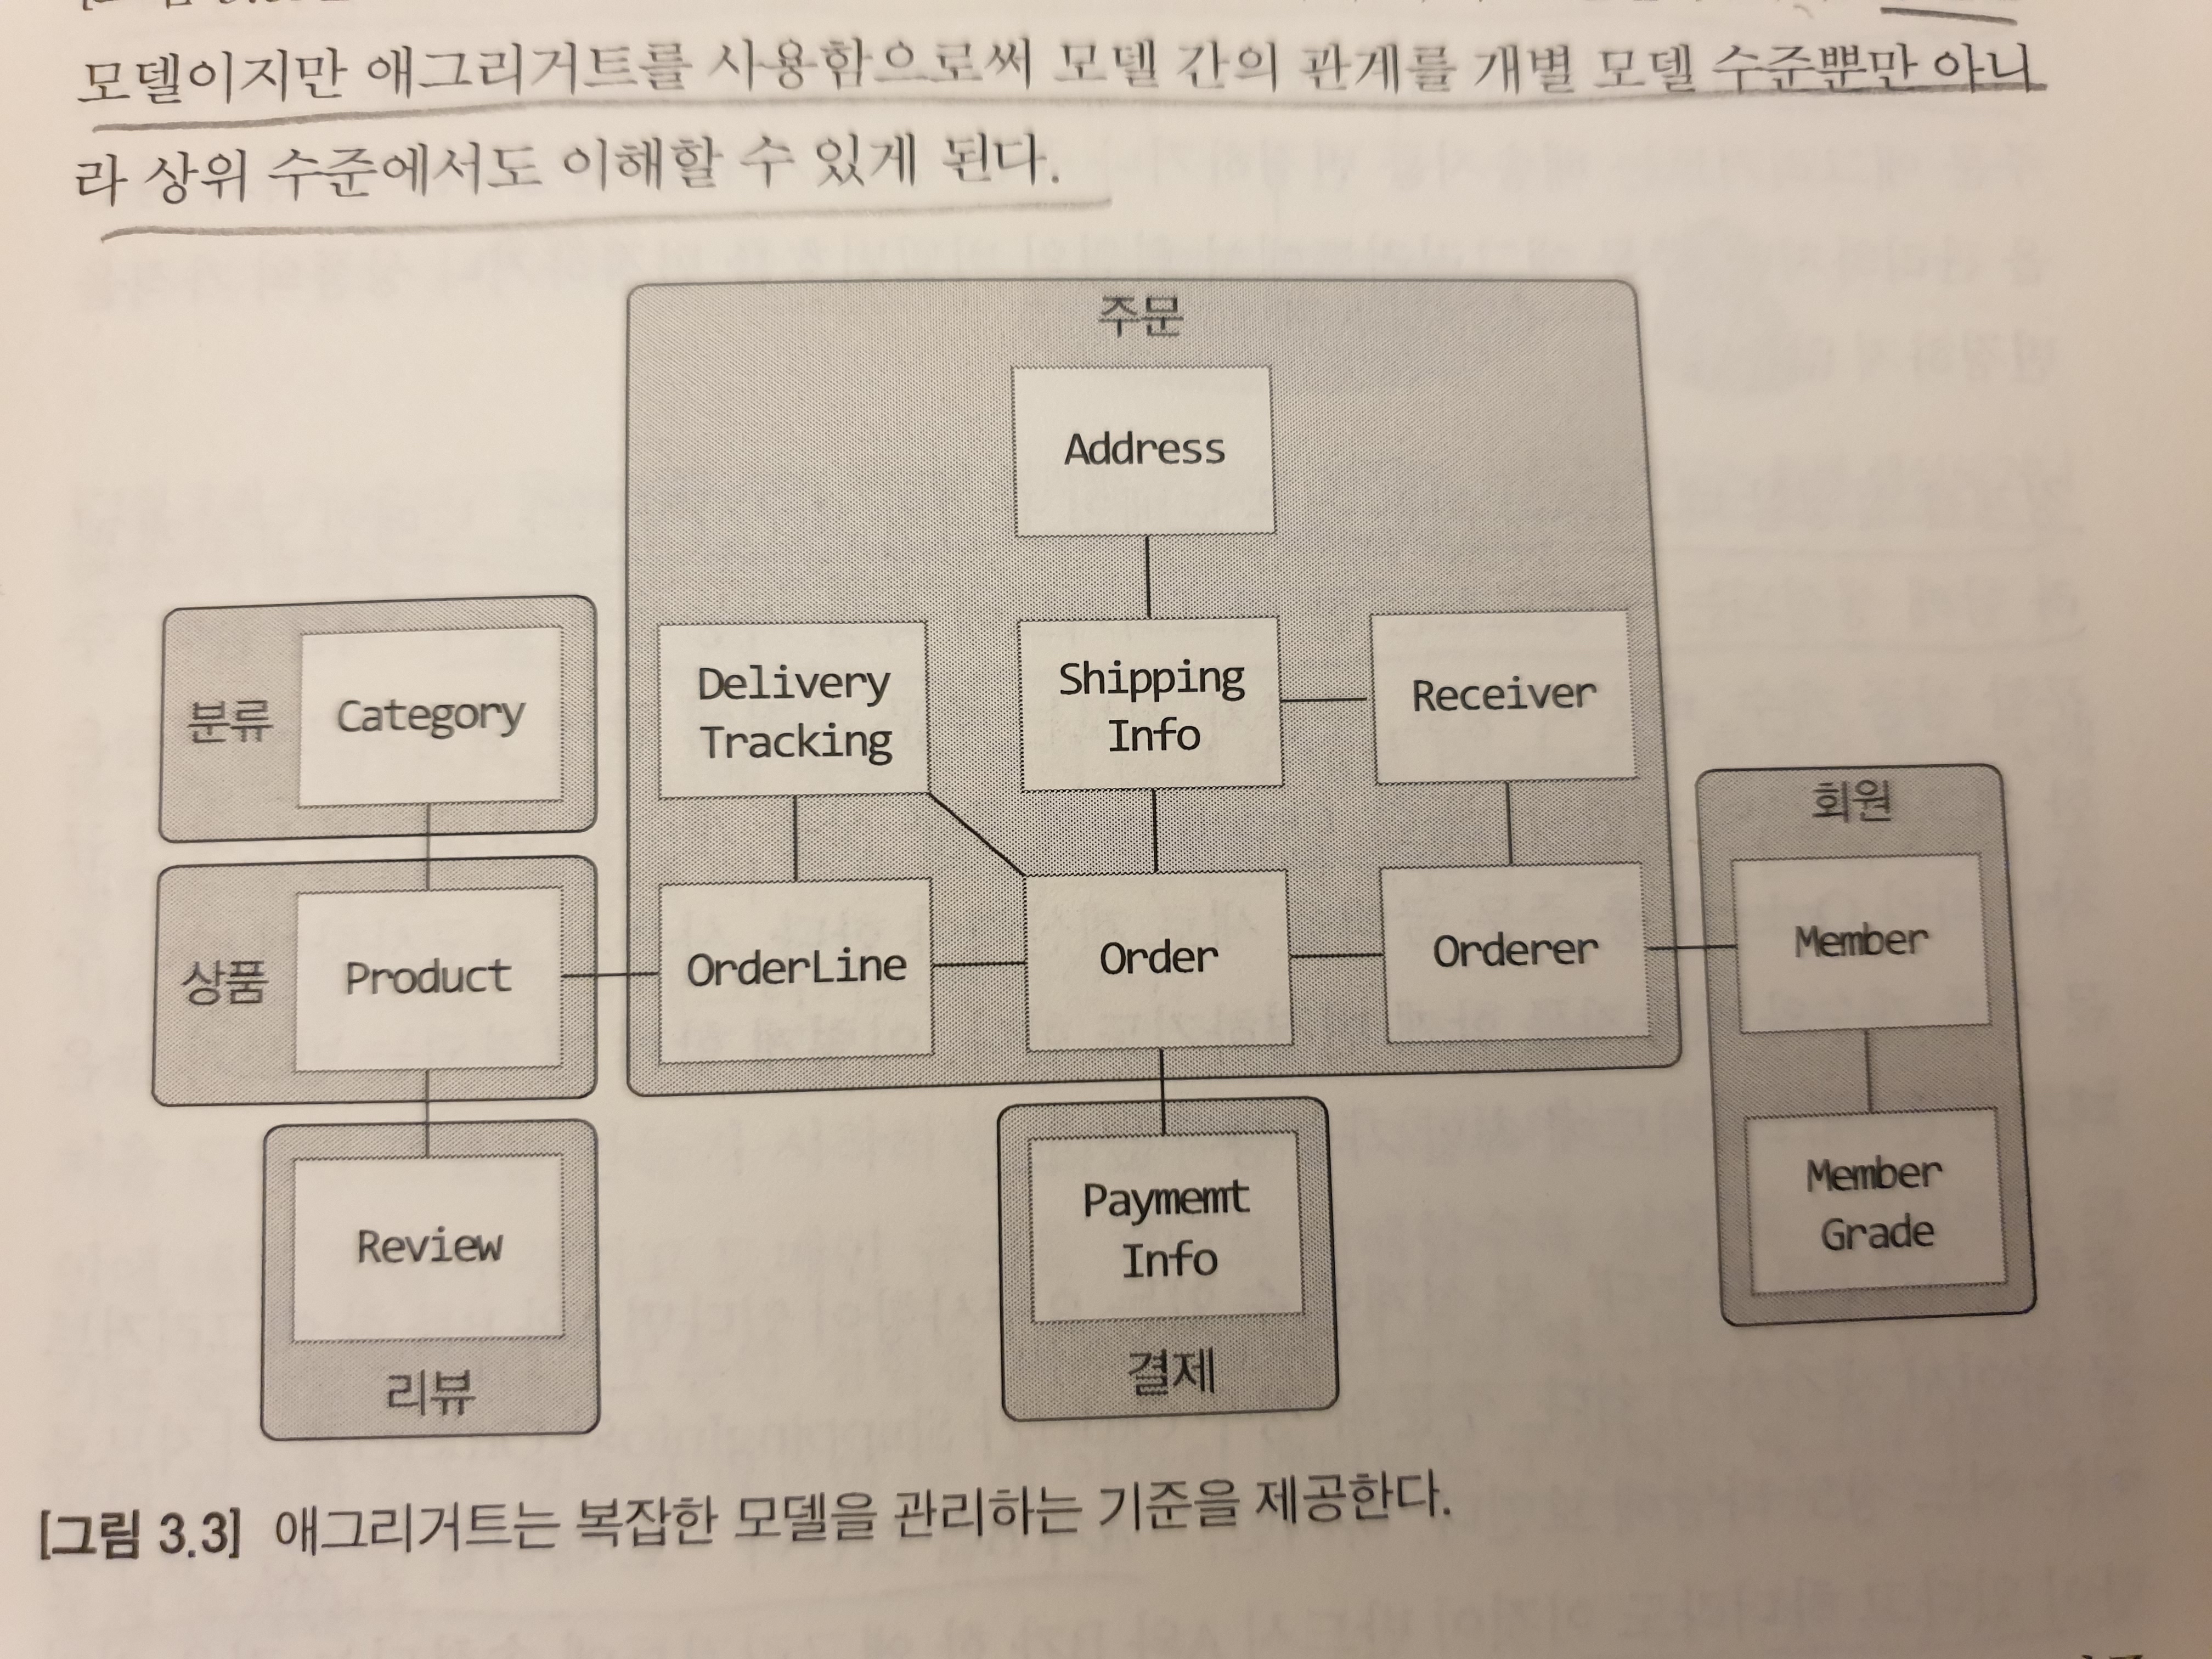 모델이지만 애그리거트를 사용함으로써 모델 간의 관계를 개별 모델 수준뿐만 아니
라 상위 수준에서도 이해할 수 있게 된다.
주문
Address
분류
Category
Delivery
Tracking
Shipping
Info
Receiver
회원
상품
Product
OrderLine
Order
Orderer
Member
Review
리뷰
Paymemt
Info
결제
Member
Grade
[그림 3.3] 애그리거트는 복잡한 모델을 관리하는 기준을 제공한다.